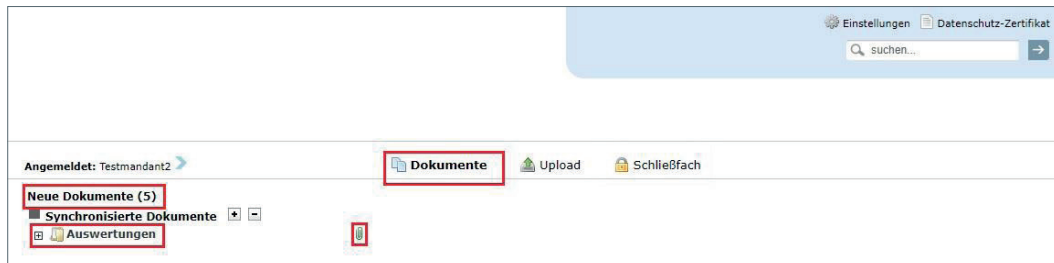 Einstellungen Datenschutz-Zertifikat
suchen...
Angemeldet: Testmandant2 Dokumente Upload Schließfach
Neue Dokumente (5)
Synchronisierte Dokumente
Auswertungen